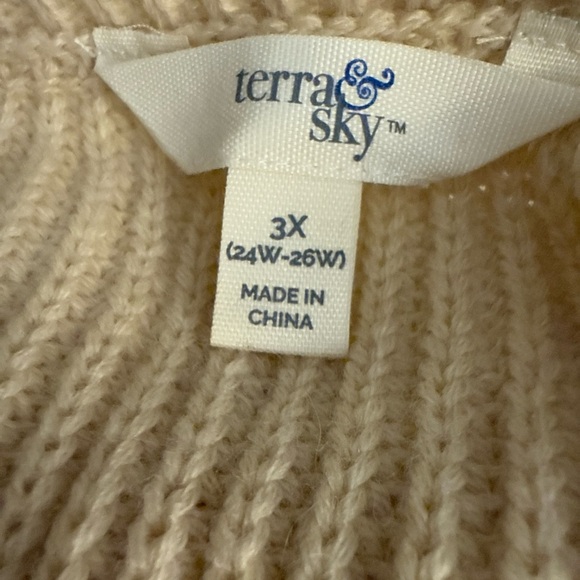 terra &
sky™
3X
(24W-26W)
MADE IN
CHINA